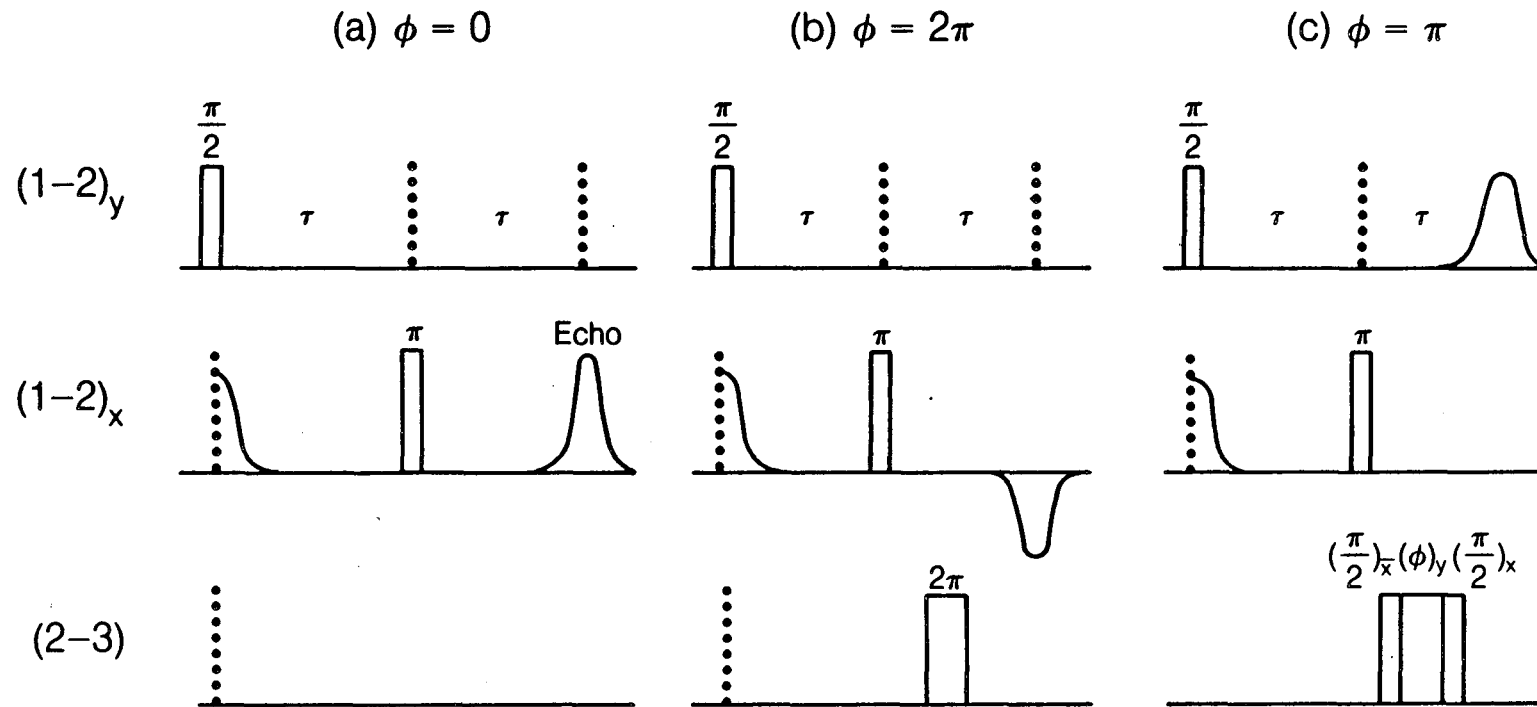 (a) ϕ = 0
(b) ϕ = 2π
(c) ϕ = π
(1−2)y
π/2
τ
τ
π/2
τ
τ
π/2
τ
τ
(1−2)x
π
Echo
π
π
(2−3)
2π
(π/2)x̄(ϕ)y(π/2)x